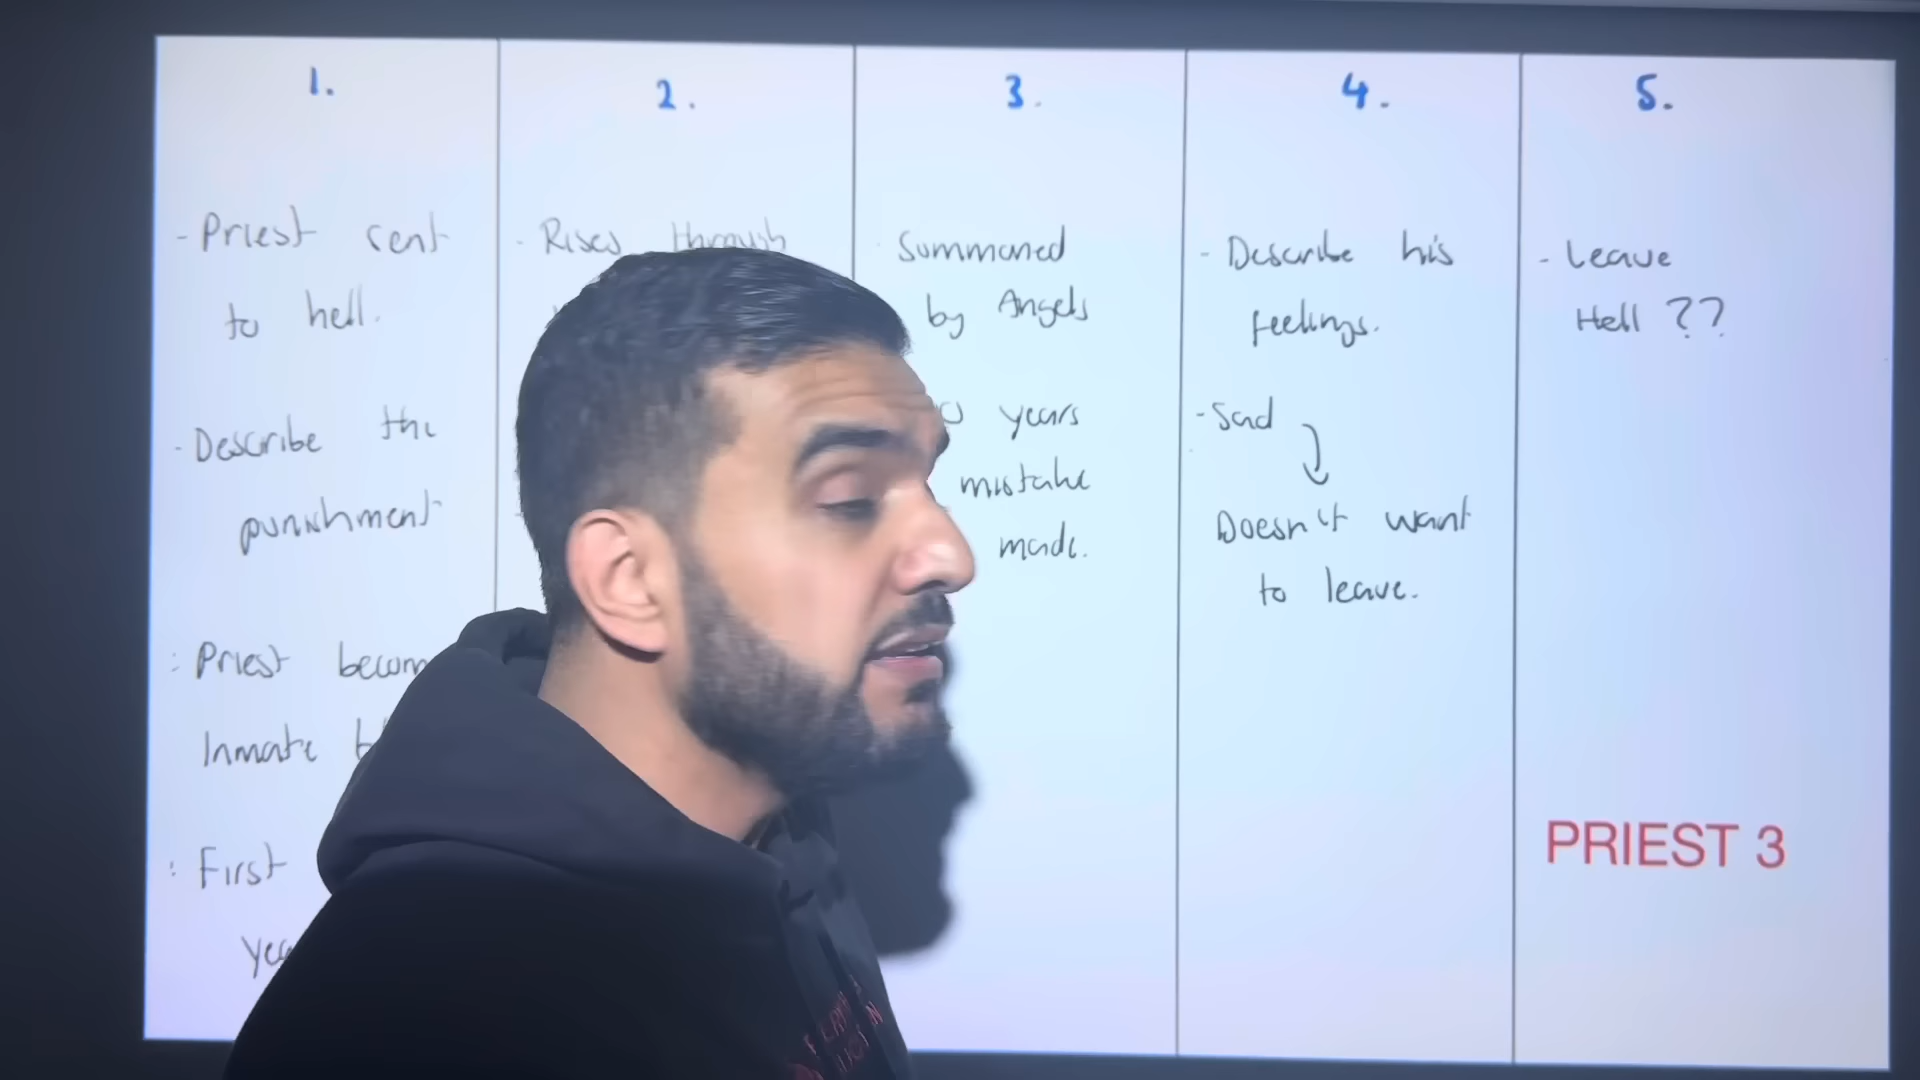 1.
- Priest sent
to hell.
- Describe the
punishment
: Priest
Inmate
: First
2.
- Rises through
3.
- Summoned
by Angels
years
mistake
made.
4.
- Describe his
feelings.
- Sad
Doesn't want
to leave.
5.
- Leave
Hell ??
PRIEST 3